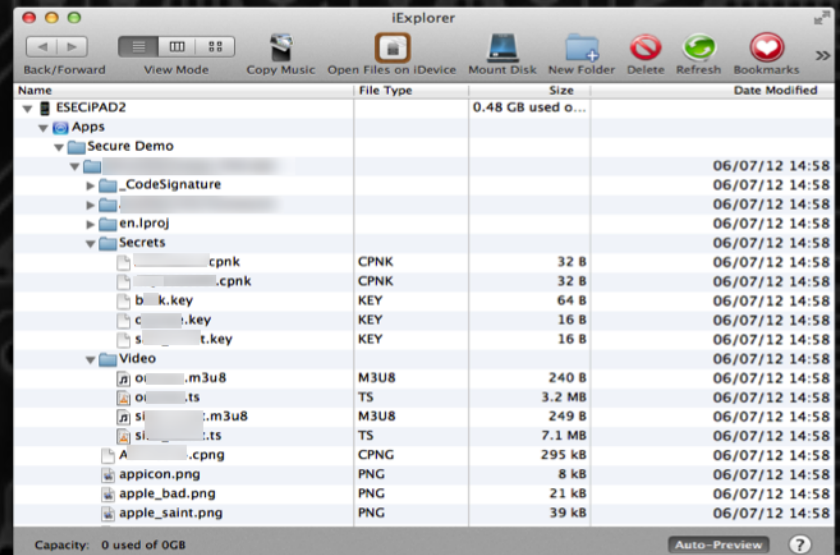 iExplorer
Back/Forward View Mode Copy Music Open Files on iDevice Mount Disk New Folder Delete Refresh Bookmarks »
Name File Type Size Date Modified
ESECiPAD2 0.48 GB used o...
Apps
Secure Demo
06/07/12 14:58
_CodeSignature 06/07/12 14:58
06/07/12 14:58
en.lproj 06/07/12 14:58
Secrets 06/07/12 14:58
cpnk CPNK 32 B 06/07/12 14:58
.cpnk CPNK 32 B 06/07/12 14:58
b k.key KEY 64 B 06/07/12 14:58
c .key KEY 16 B 06/07/12 14:58
s t.key KEY 16 B 06/07/12 14:58
Video 06/07/12 14:58
o .m3u8 M3U8 240 B 06/07/12 14:58
o .ts TS 3.2 MB 06/07/12 14:58
si .m3u8 M3U8 249 B 06/07/12 14:58
si t.ts TS 7.1 MB 06/07/12 14:58
A .cpng CPNG 295 kB 06/07/12 14:58
appicon.png PNG 8 kB 06/07/12 14:58
apple_bad.png PNG 21 kB 06/07/12 14:58
apple_saint.png PNG 39 kB 06/07/12 14:58
Capacity: 0 used of 0GB Auto-Preview ?